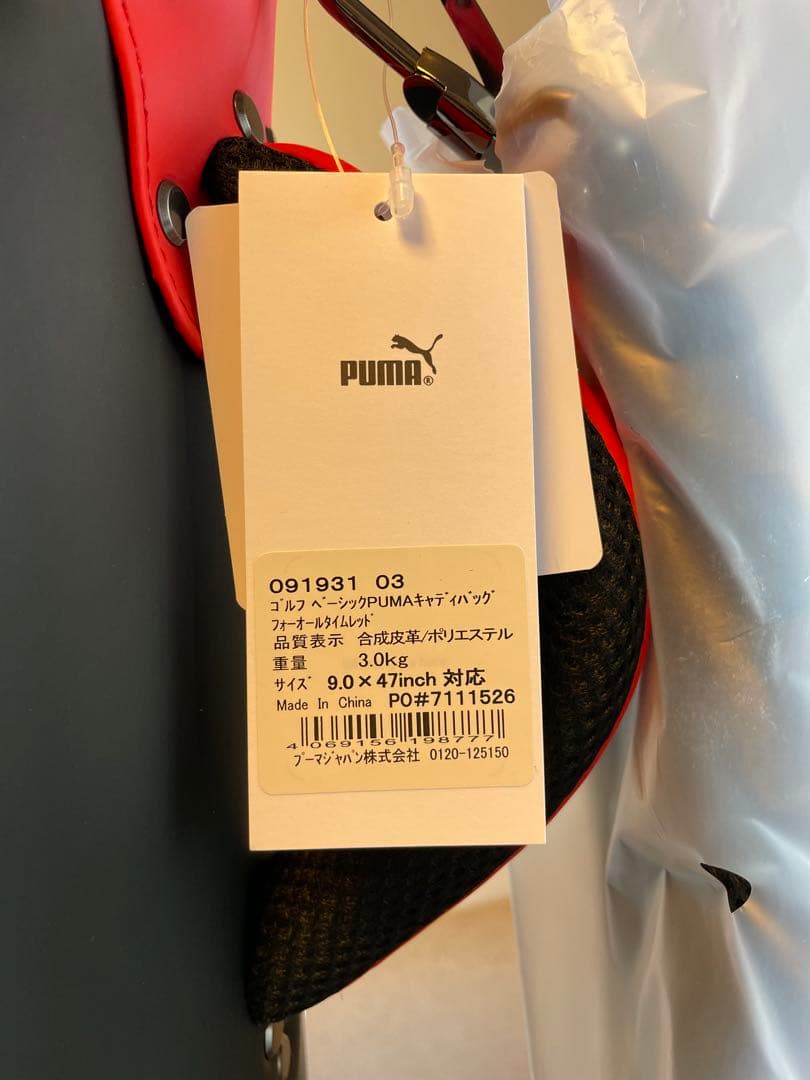 PUMA®
091931 03
ｺﾞﾙﾌ ﾍﾞｰｼｯｸPUMAｷｬﾃﾞｨﾊﾞｯｸﾞ
ﾌｫｰｵｰﾙﾀｲﾑﾚｯﾄﾞ
品質表示 合成皮革/ポリエステル
重量 3.0kg
ｻｲｽﾞ 9.0×47inch 対応
Made In China PO#7111526
4 069156 198777
ﾌﾟｰﾏｼﾞｬﾊﾟﾝ株式会社 0120-125150